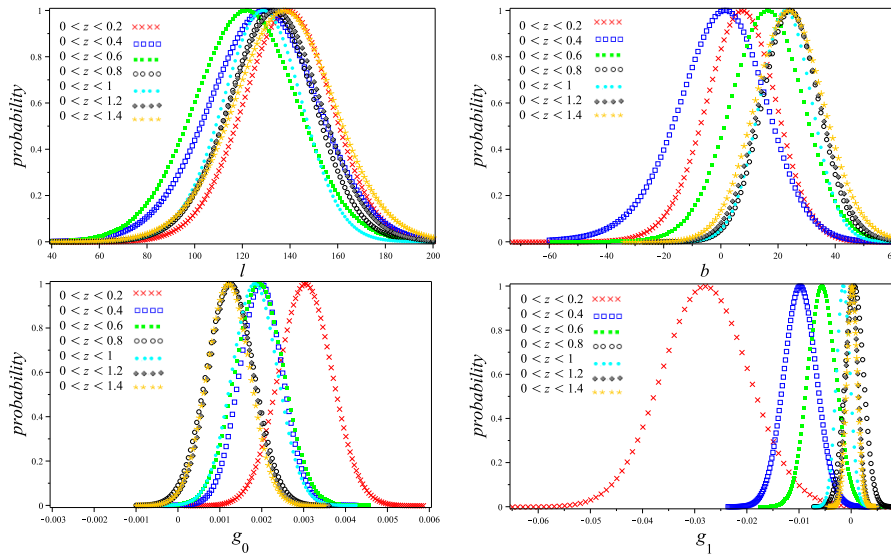 1
0.8
0.6
0.4
0.2
0
probability
0 < z < 0.2
0 < z < 0.4
0 < z < 0.6
0 < z < 0.8
0 < z < 1
0 < z < 1.2
0 < z < 1.4
40 60 80 100 120 140 160 180 200
l
1
0.8
0.6
0.4
0.2
0
probability
0 < z < 0.2
0 < z < 0.4
0 < z < 0.6
0 < z < 0.8
0 < z < 1
0 < z < 1.2
0 < z < 1.4
−60 −40 −20 0 20 40 60
b
1
0.8
0.6
0.4
0.2
0
probability
0 < z < 0.2
0 < z < 0.4
0 < z < 0.6
0 < z < 0.8
0 < z < 1
0 < z < 1.2
0 < z < 1.4
−0.003 −0.002 −0.001 0 0.001 0.002 0.003 0.004 0.005 0.006
g0
1
0.8
0.6
0.4
0.2
0
probability
0 < z < 0.2
0 < z < 0.4
0 < z < 0.6
0 < z < 0.8
0 < z < 1
0 < z < 1.2
0 < z < 1.4
−0.06 −0.05 −0.04 −0.03 −0.02 −0.01 0
g1